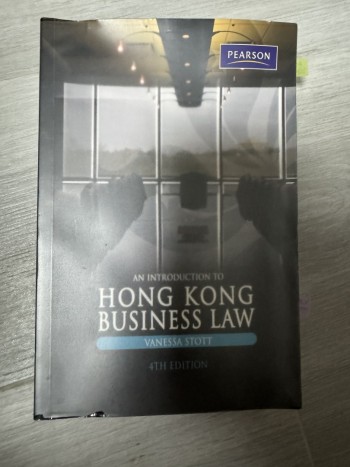 PEARSON
AN INTRODUCTION TO
HONG KONG
BUSINESS LAW
VANESSA STOTT
4TH EDITION